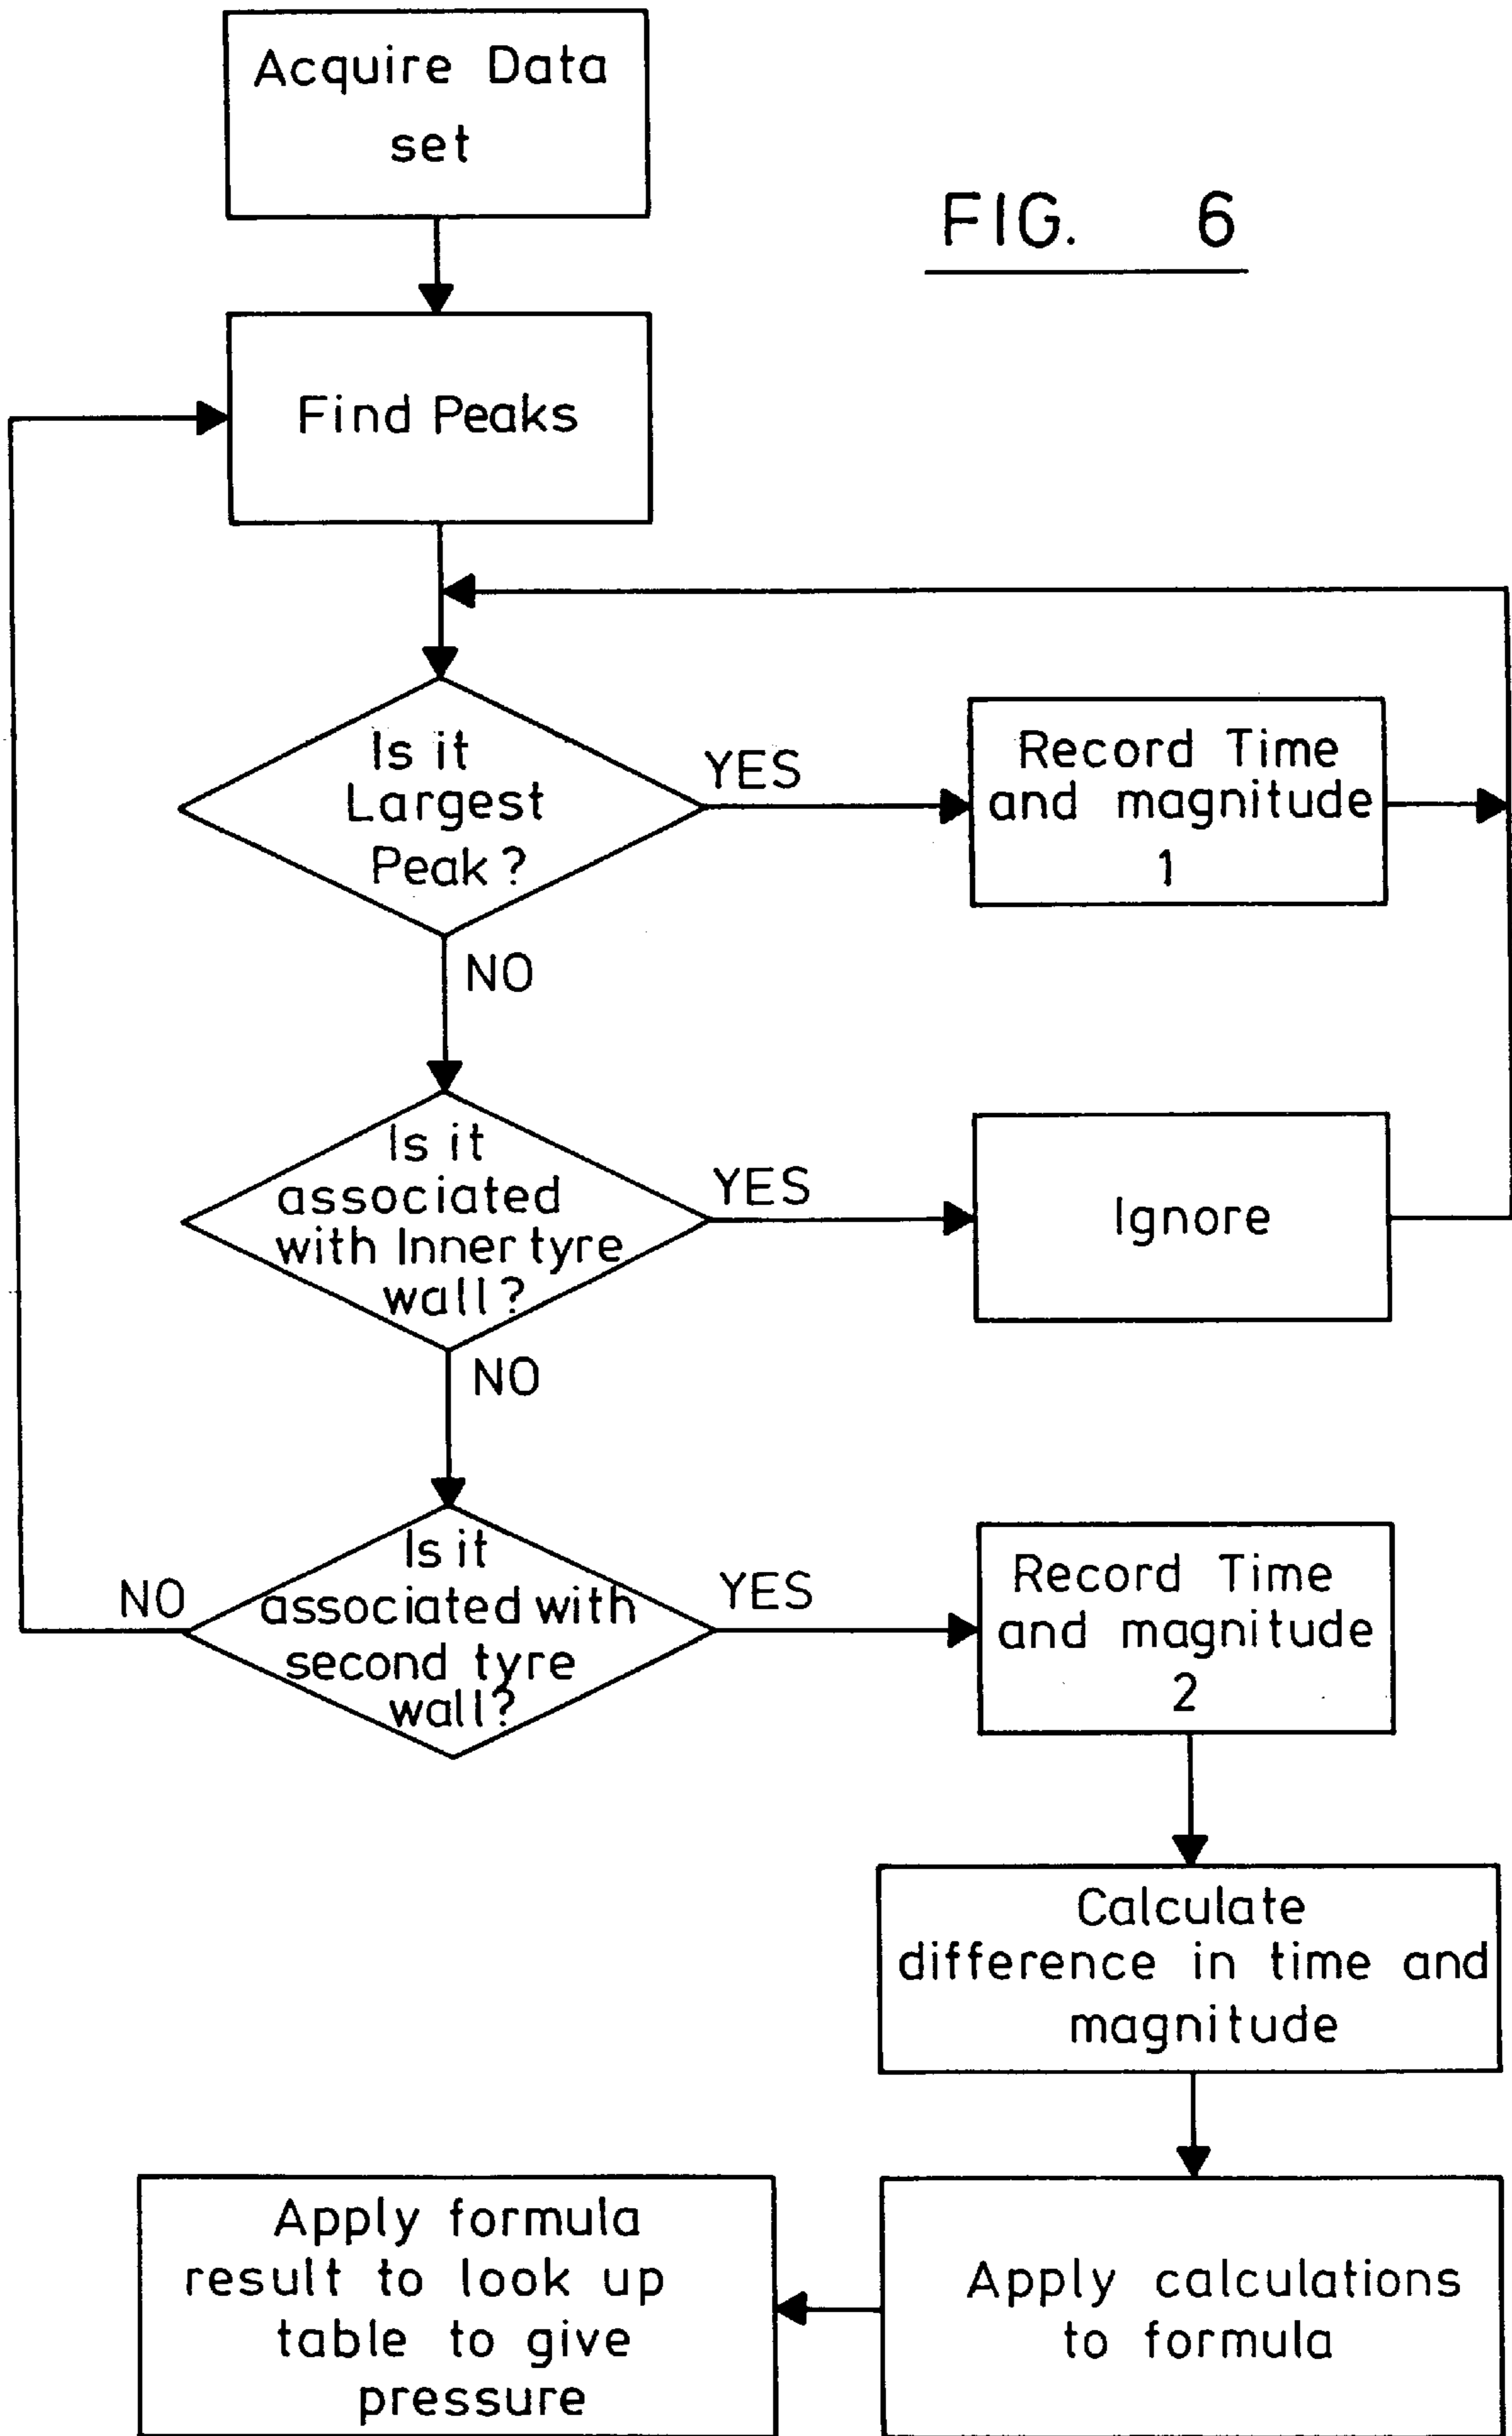 Acquire Data
set
FIG. 6
Find Peaks
Is it
Largest
Peak?
YES
Record Time
and magnitude
1
NO
Is it
associated
with Inner tyre
wall?
YES
Ignore
NO
Is it
associated with
second tyre
wall?
NO
YES
Record Time
and magnitude
2
Calculate
difference in time and
magnitude
Apply calculations
to formula
Apply formula
result to look up
table to give
pressure